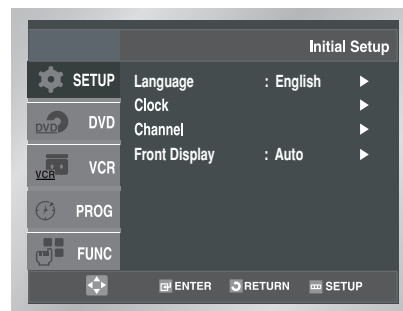 Initial Setup
SETUP
DVD DVD
VCR VCR
PROG
FUNC
Language : English
Clock
Channel
Front Display : Auto
ENTER RETURN SETUP